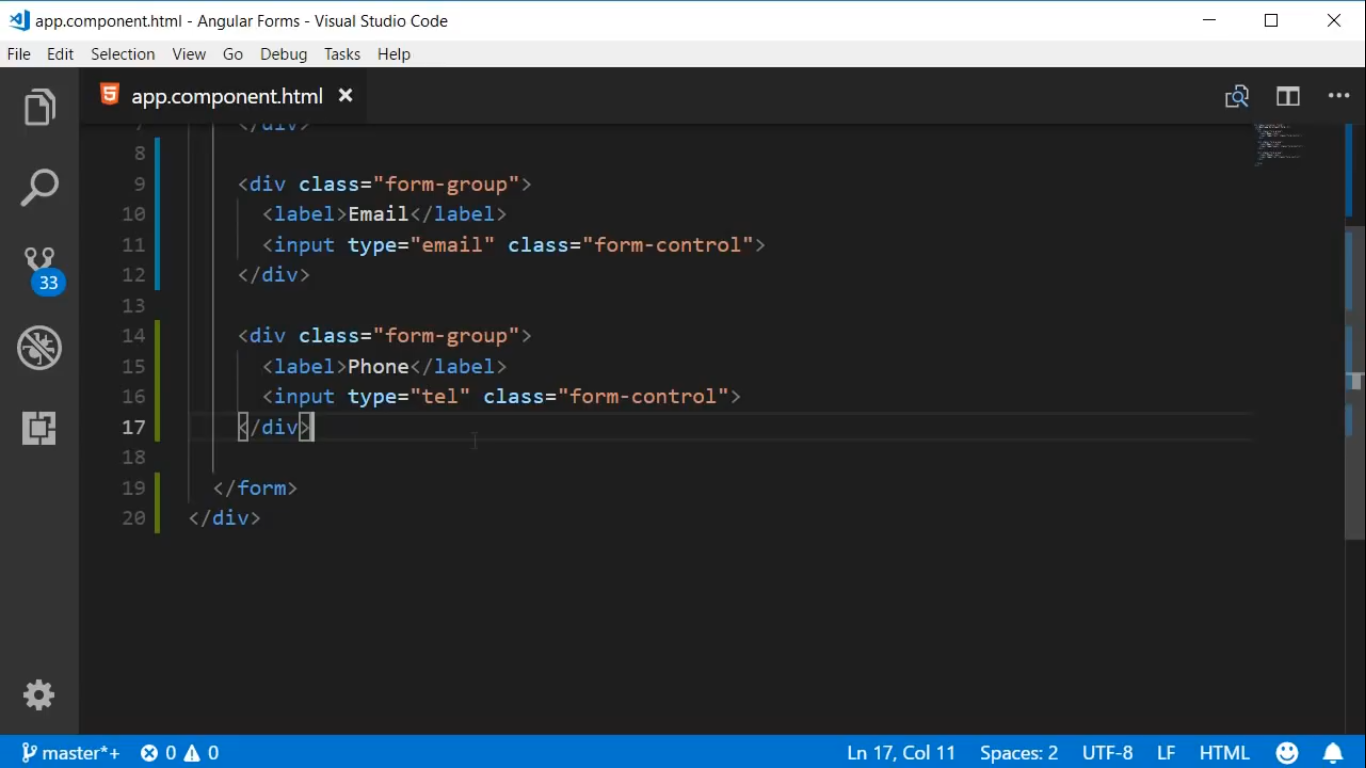 app.component.html - Angular Forms - Visual Studio Code
File Edit Selection View Go Debug Tasks Help
app.component.html
7 </div>
8
9 <div class="form-group">
10 <label>Email</label>
11 <input type="email" class="form-control">
12 </div>
13
14 <div class="form-group">
15 <label>Phone</label>
16 <input type="tel" class="form-control">
17 </div>
18
19 </form>
20 </div>
33
master*+ 0 0 Ln 17, Col 11 Spaces: 2 UTF-8 LF HTML